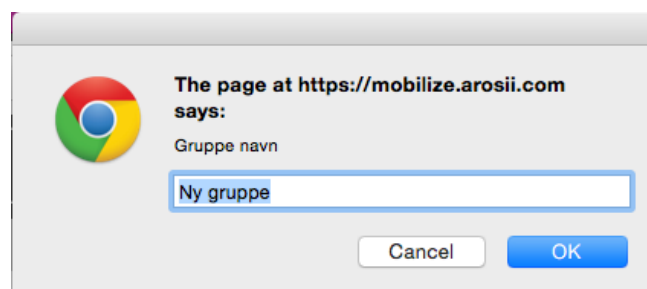 The page at https://mobilize.arosii.com
says:
Gruppe navn
Ny gruppe
Cancel
OK